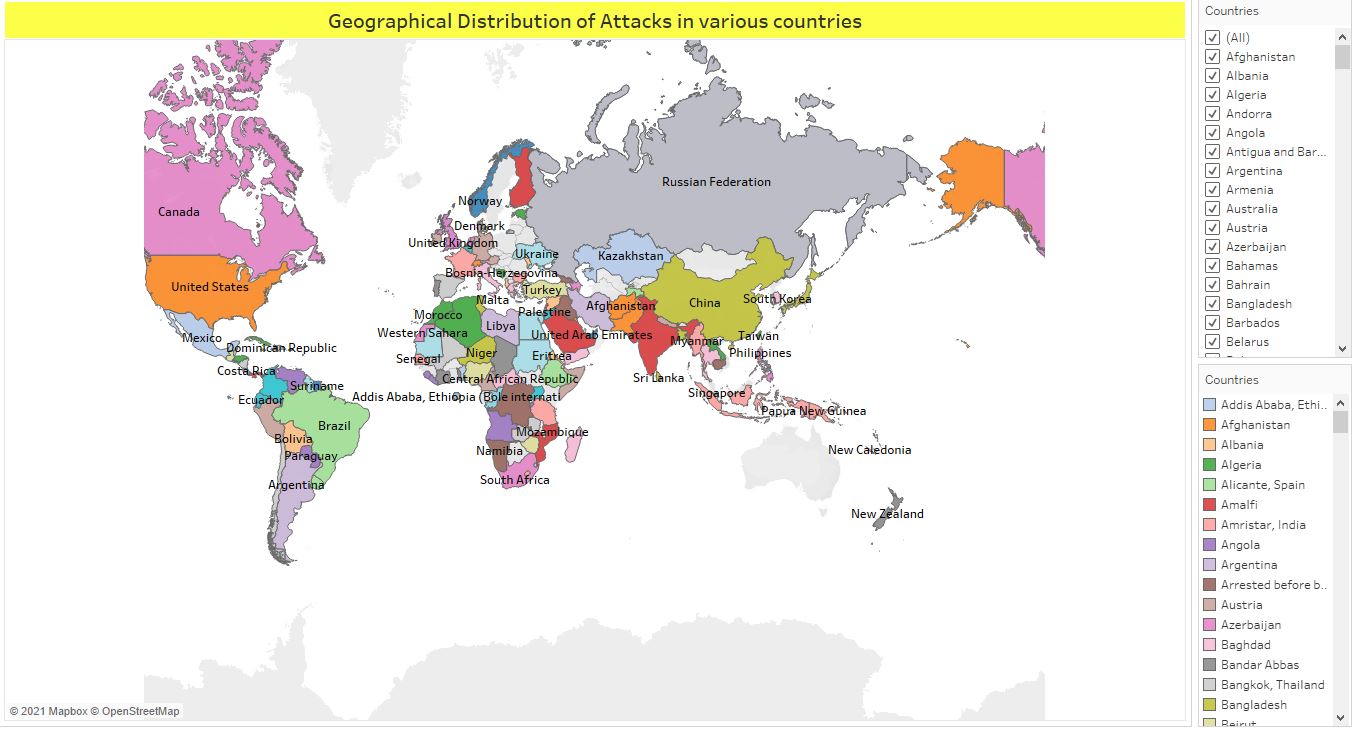 Geographical Distribution of Attacks in various countries
Canada
United States
Mexico
Dominican Republic
Costa Rica
Suriname
Ecuador
Brazil
Bolivia
Paraguay
Argentina
Norway
Denmark
United Kingdom
Ukraine
Bosnia-Herzegovina
Turkey
Malta
Morocco
Palestine
Western Sahara
Libya
United Arab Emirates
Senegal
Niger
Eritrea
Central African Republic
Addis Ababa, Ethiopia (Bole internati
Mozambique
Namibia
South Africa
Russian Federation
Kazakhstan
Afghanistan
China
South Korea
Myanmar
Taiwan
Philippines
Sri Lanka
Singapore
Papua New Guinea
New Caledonia
New Zealand
© 2021 Mapbox © OpenStreetMap
Countries
(All)
Afghanistan
Albania
Algeria
Andorra
Angola
Antigua and Bar...
Argentina
Armenia
Australia
Austria
Azerbaijan
Bahamas
Bahrain
Bangladesh
Barbados
Belarus
Countries
Addis Ababa, Ethi..
Afghanistan
Albania
Algeria
Alicante, Spain
Amalfi
Amristar, India
Angola
Argentina
Arrested before b..
Austria
Azerbaijan
Baghdad
Bandar Abbas
Bangkok, Thailand
Bangladesh
Beirut